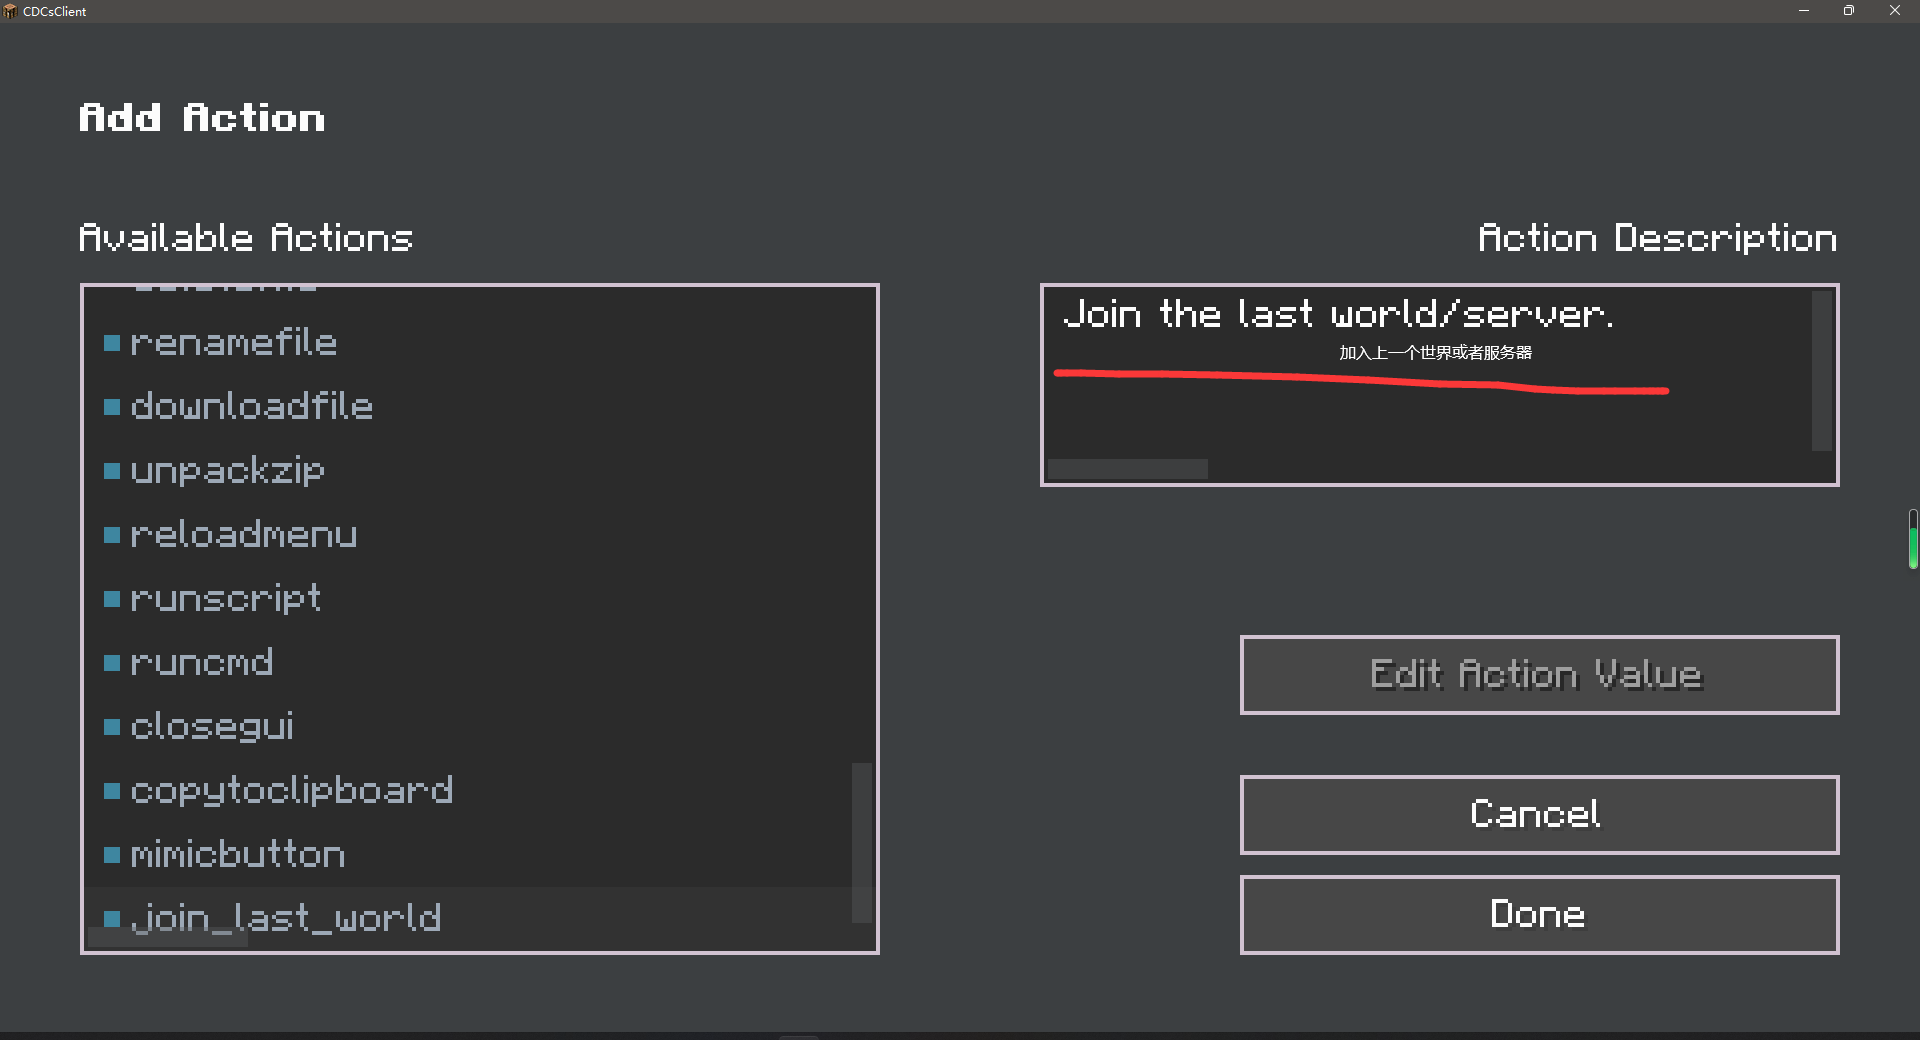 CDCsClient
Add Action
Available Actions
Action Description
renamefile
downloadfile
unpackzip
reloadmenu
runscript
runcmd
closegui
copytoclipboard
mimicbutton
join_last_world
Join the last world/server.
加入上一个世界或者服务器
Edit Action Value
Cancel
Done